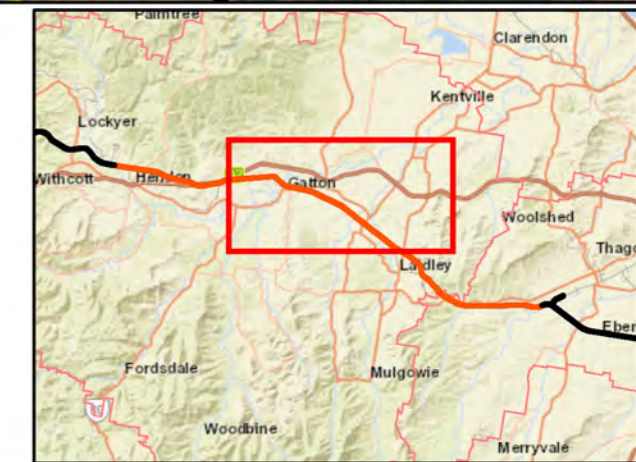 Palmtree
Clarendon
Kentville
Lockyer
Withcott
Helidon
Gatton
Woolshed
Laidley
Thago
Eber
Fordsdale
Mulgowie
Woodbine
Merryvale